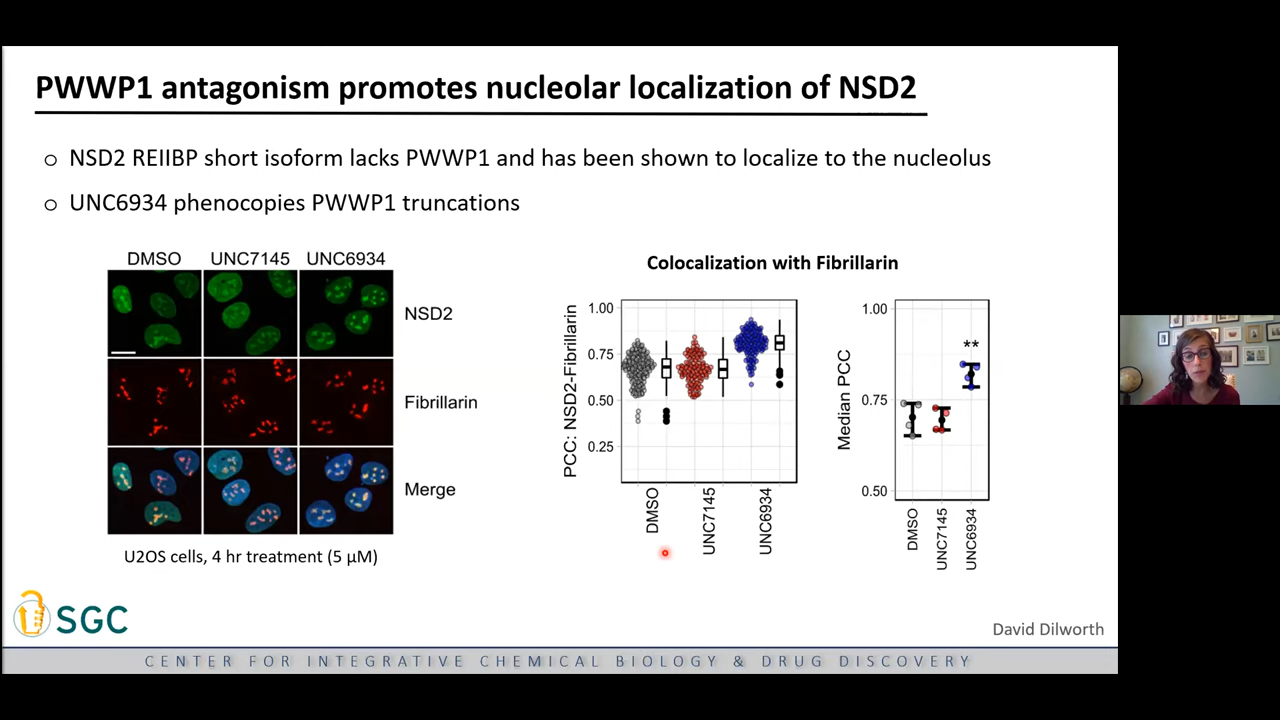 PWWP1 antagonism promotes nucleolar localization of NSD2
o NSD2 REIIBP short isoform lacks PWWP1 and has been shown to localize to the nucleolus
o UNC6934 phenocopies PWWP1 truncations
DMSO UNC7145 UNC6934
NSD2
Fibrillarin
Merge
U2OS cells, 4 hr treatment (5 µM)
Colocalization with Fibrillarin
PCC: NSD2-Fibrillarin
1.00
0.75
0.50
0.25
DMSO
UNC7145
UNC6934
Median PCC
1.00
0.75
0.50
**
DMSO
UNC7145
UNC6934
SGC
David Dilworth
CENTER FOR INTEGRATIVE CHEMICAL BIOLOGY & DRUG DISCOVERY